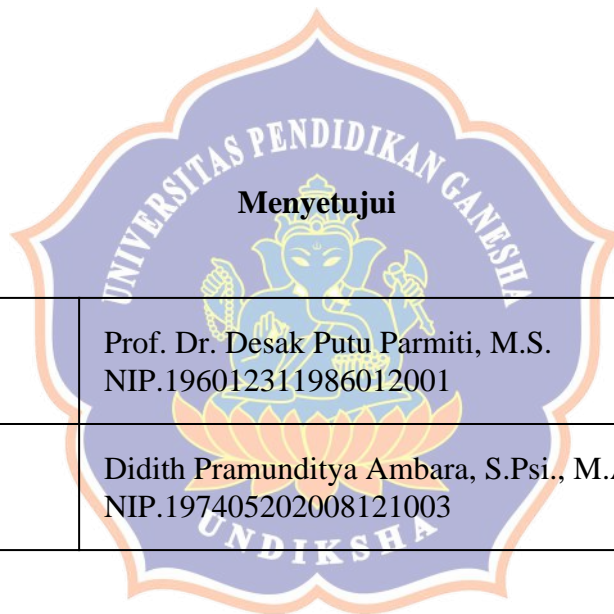 UNIVERSITAS PENDIDIKAN GANESHA
Menyetujui
Prof. Dr. Desak Putu Parmiti, M.S.
NIP.196012311986012001
Didith Pramunditya Ambara, S.Psi., M.A
NIP.197405202008121003
UNDIKSHA